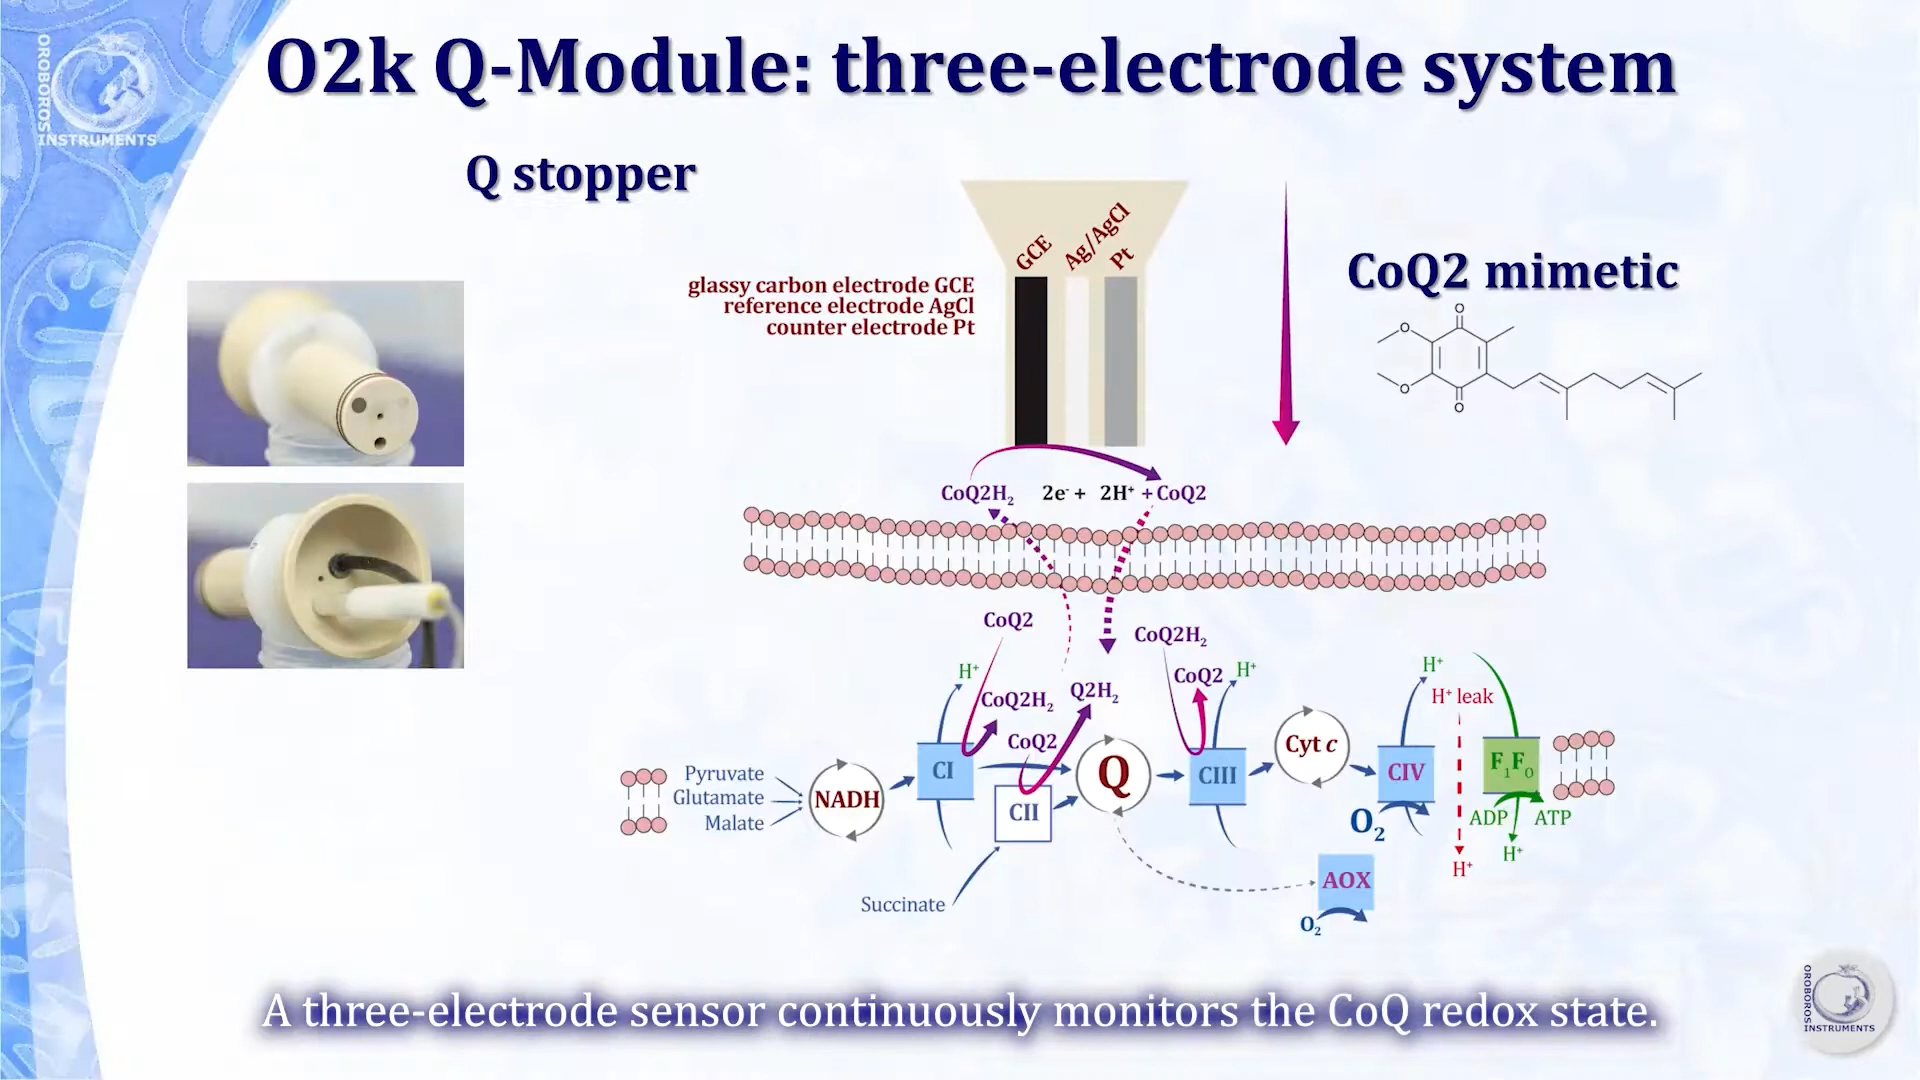 OROBOROS
INSTRUMENTS
O2k Q-Module: three-electrode system
Q stopper
GCE
Ag/AgCl
Pt
glassy carbon electrode GCE
reference electrode AgCl
counter electrode Pt
CoQ2 mimetic
O
O
O
O
CoQ2H₂ 2e⁻ + 2H⁺ + CoQ2
CoQ2
CoQ2H₂
H⁺
CoQ2H₂
Q2H₂
CoQ2
CoQ2
H⁺
H⁺
H⁺ leak
Pyruvate
Glutamate
Malate
NADH
CI
CII
Q
CIII
Cyt c
CIV
F₁F₀
O₂
ADP
ATP
H⁺
H⁺
Succinate
AOX
O₂
A three-electrode sensor continuously monitors the CoQ redox state.
OROBOROS
INSTRUMENTS